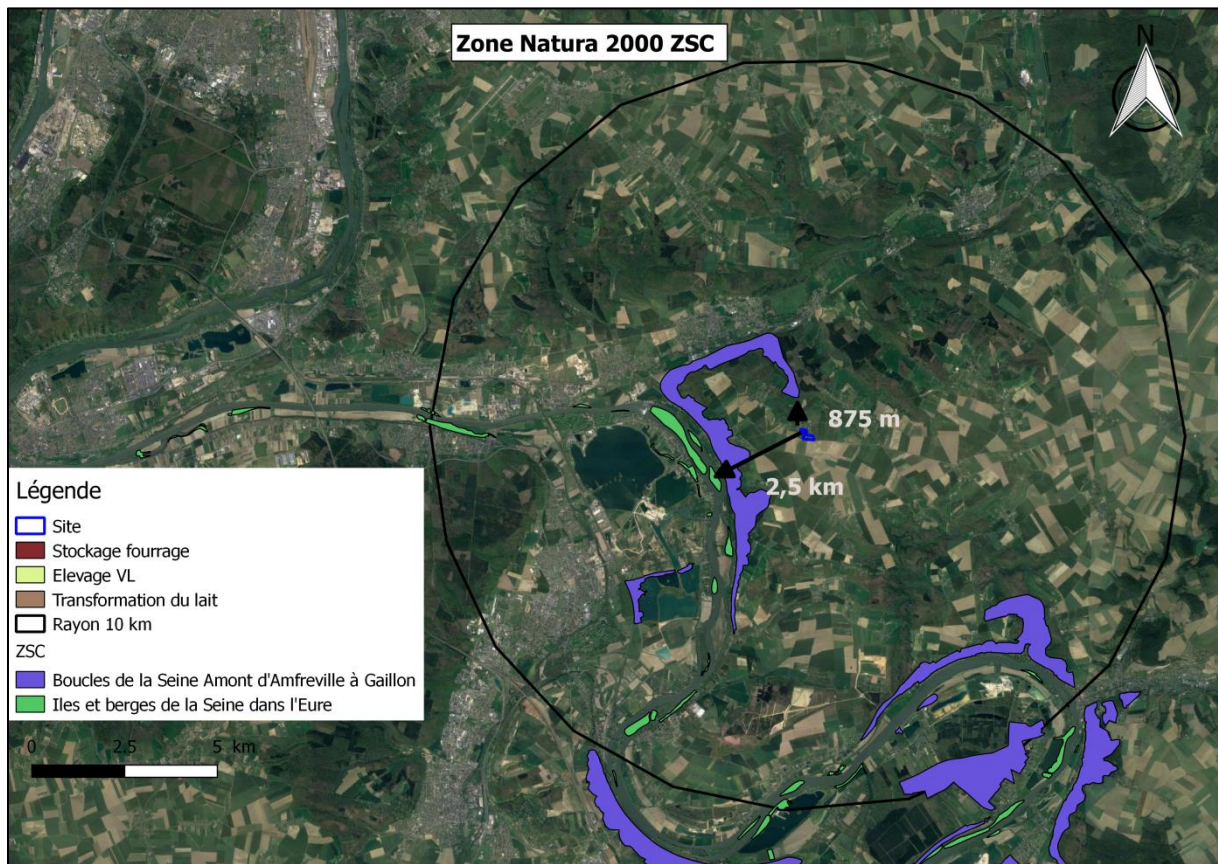 Zone Natura 2000 ZSC
N
875 m
2,5 km
Légende
Site
Stockage fourrage
Elevage VL
Transformation du lait
Rayon 10 km
ZSC
Boucles de la Seine Amont d'Amfreville à Gaillon
Iles et berges de la Seine dans l'Eure
0 2.5 5 km